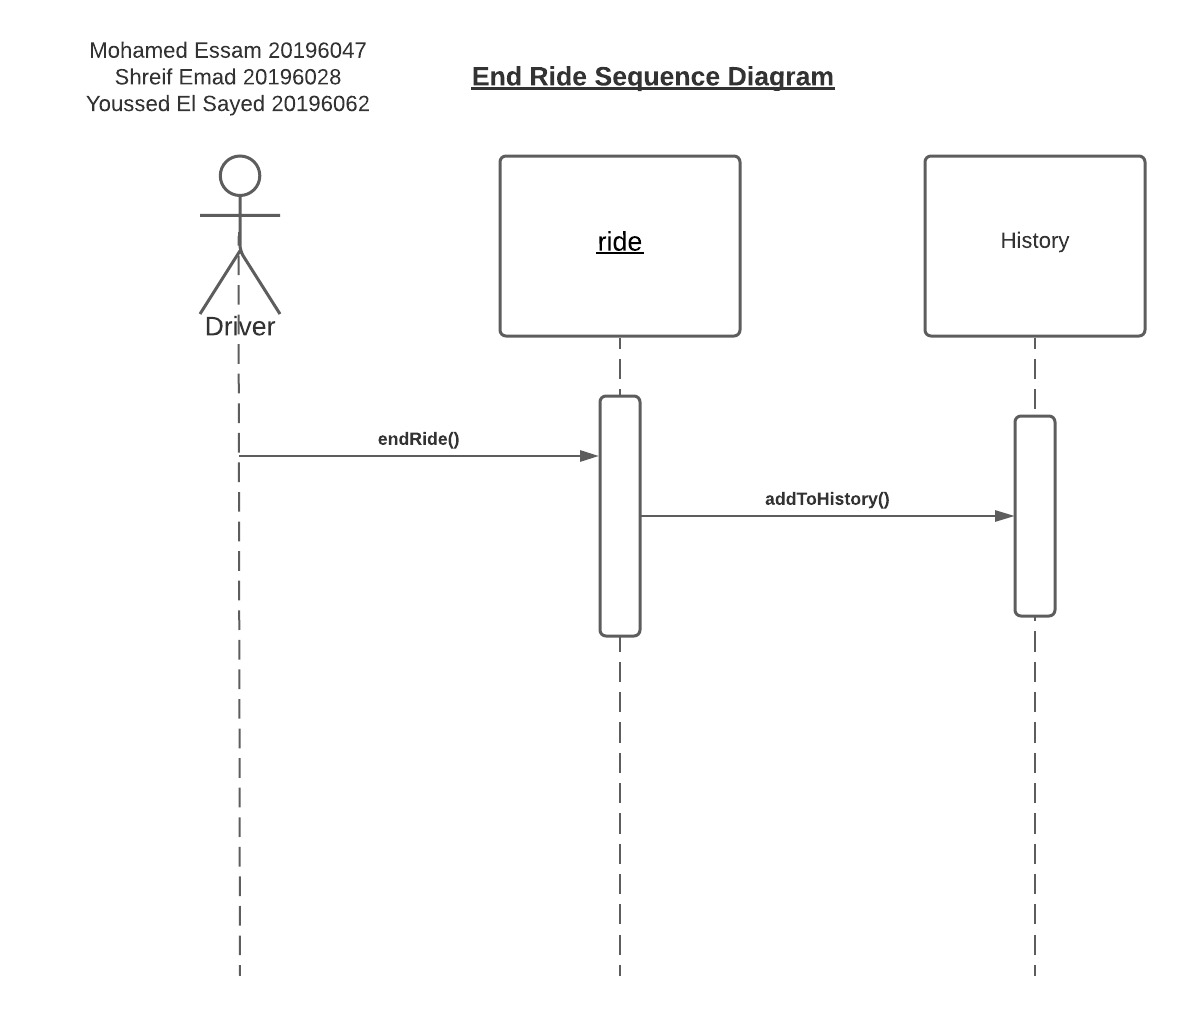 Mohamed Essam 20196047
Shreif Emad 20196028
Youssed El Sayed 20196062
End Ride Sequence Diagram
Driver
ride
History
endRide()
addToHistory()